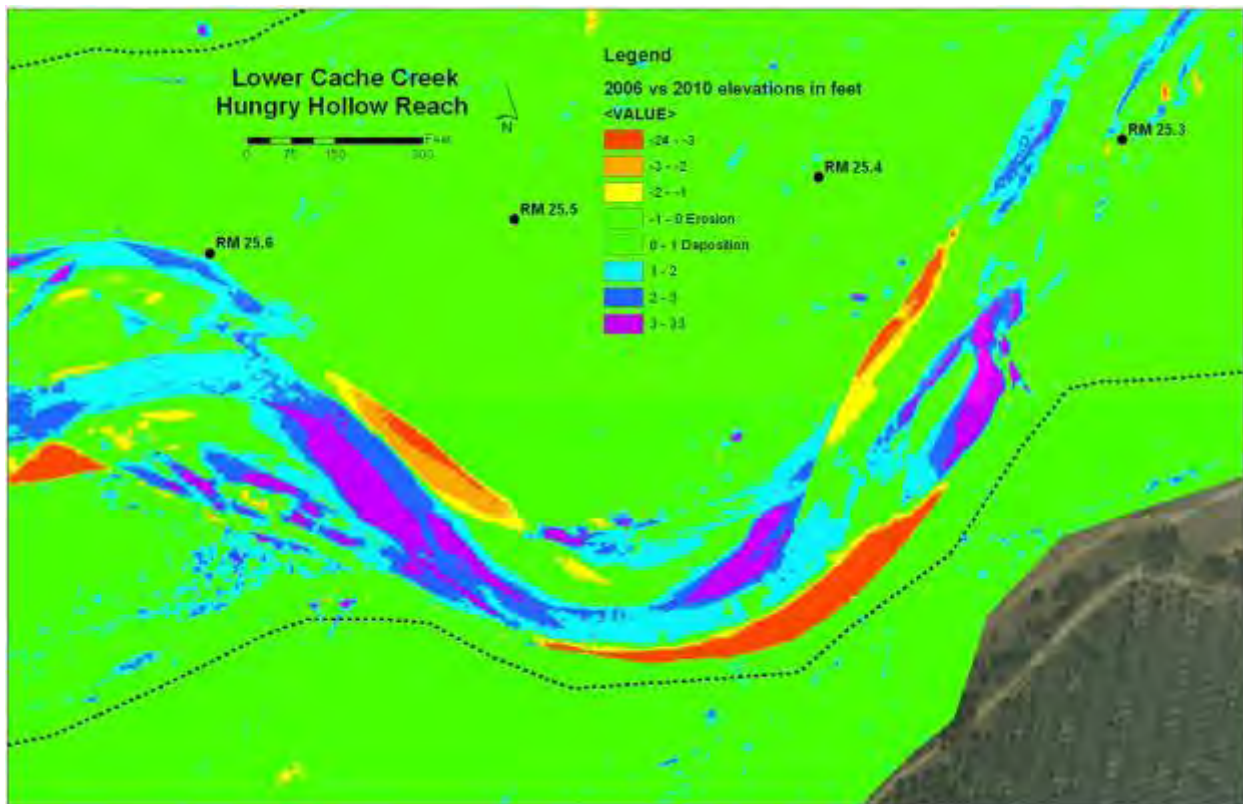 Lower Cache Creek
Hungry Hollow Reach
Feet
0 75 150 300
N
Legend
2006 vs 2010 elevations in feet
<VALUE>
-24 - -3
-3 - -2
-2 - -1
-1 - 0 Erosion
0 - 1 Deposition
1 - 2
2 - 3
RM 25.3
RM 25.4
RM 25.5
RM 25.6